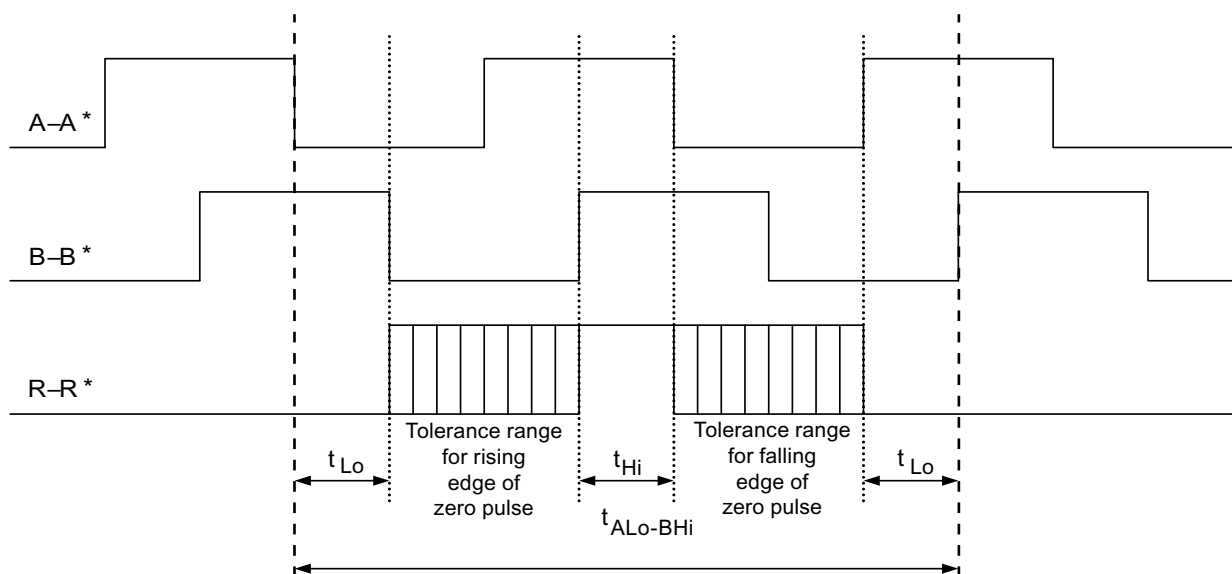 A–A *
B–B *
R–R *
Tolerance range
for rising
edge of
zero pulse
Tolerance range
for falling
edge of
zero pulse
t Lo
t Hi
t Lo
t ALo-BHi